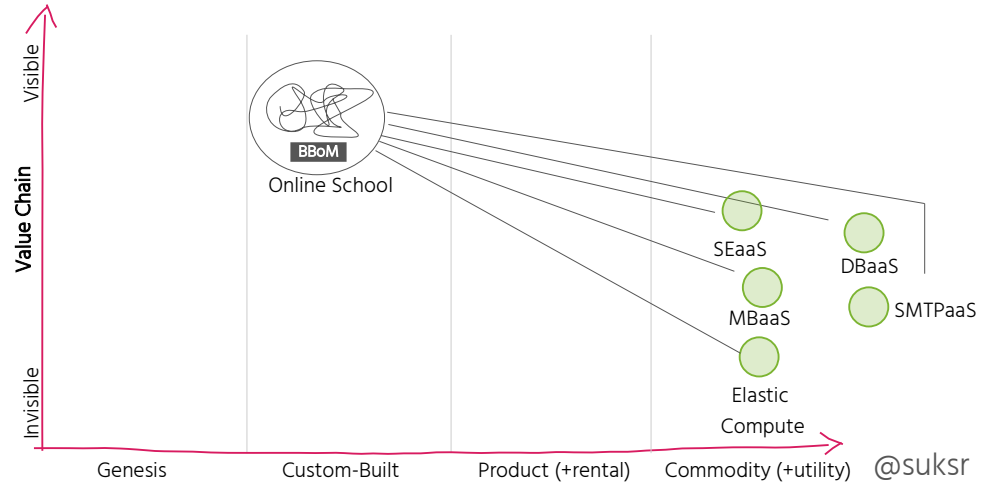 Visible
Value Chain
Invisible
BBoM
Online School
SEaaS
DBaaS
MBaaS
SMTPaaS
Elastic
Compute
Genesis
Custom-Built
Product (+rental)
Commodity (+utility)
@suksr